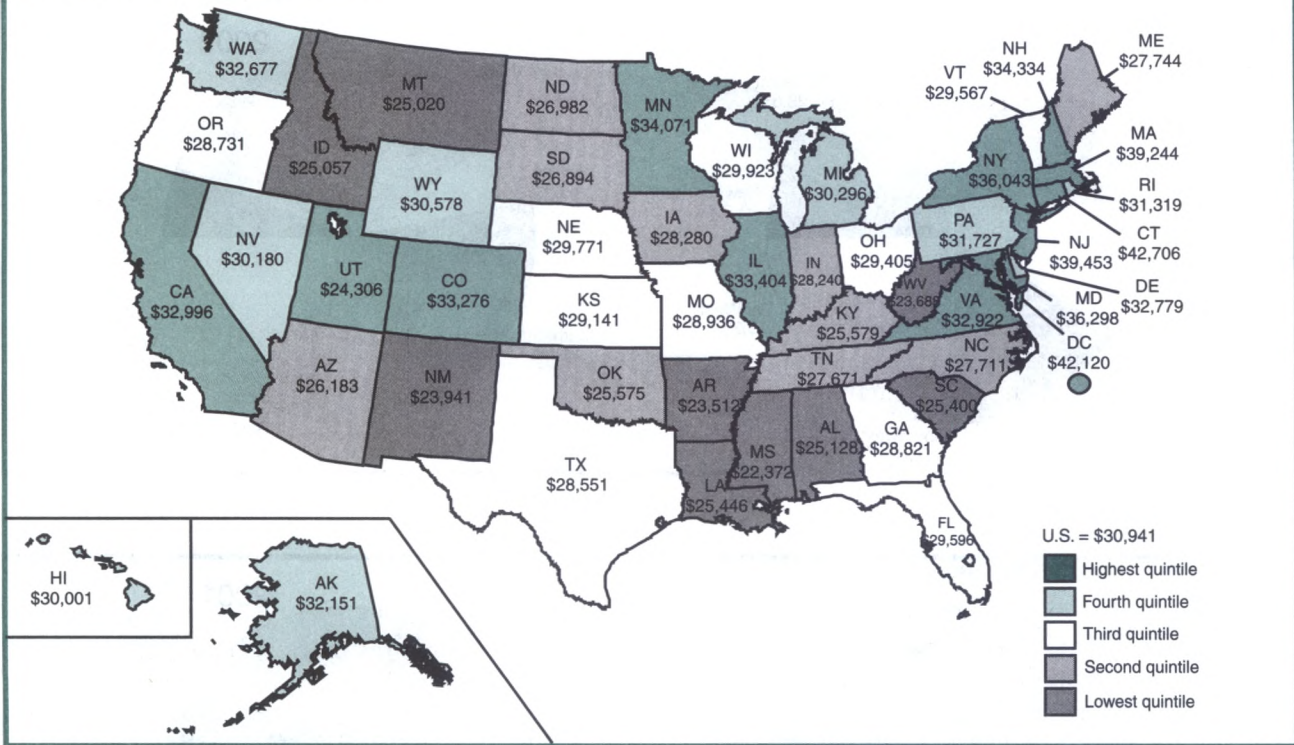 WA
$32,677
OR
$28,731
CA
$32,996
NV
$30,180
ID
$25,057
MT
$25,020
WY
$30,578
UT
$24,306
CO
$33,276
AZ
$26,183
NM
$23,941
ND
$26,982
SD
$26,894
NE
$29,771
KS
$29,141
OK
$25,575
TX
$28,551
MN
$34,071
IA
$28,280
MO
$28,936
AR
$23,512
LA
$25,446
WI
$29,923
IL
$33,404
MI
$30,296
IN
$28,240
OH
$29,405
KY
$25,579
TN
$27,671
MS
$22,372
AL
$25,128
GA
$28,821
FL
$29,596
SC
$25,400
NC
$27,711
WV
VA
$32,922
PA
$31,727
NY
$36,043
VT
$29,567
NH
$34,334
ME
$27,744
MA
$39,244
RI
$31,319
CT
$42,706
NJ
$39,453
DE
$32,779
MD
$36,298
DC
$42,120
HI
$30,001
AK
$32,151
U.S. = $30,941
Highest quintile
Fourth quintile
Third quintile
Second quintile
Lowest quintile